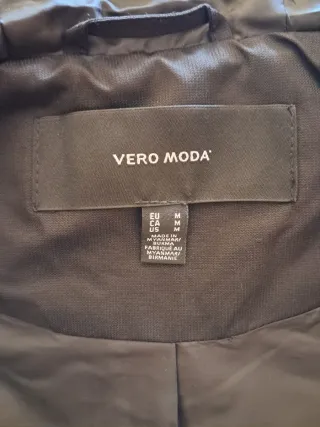 VERO MODA
EU M
CA M
US M
MADE IN
MYANMAR/
BURMA
FABRIQUÉ AU
MYANMAR/
BIRMANIE